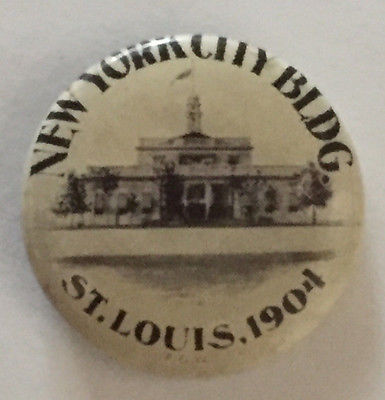 NEW YORK CITY BLDG.
ST. LOUIS, 1904